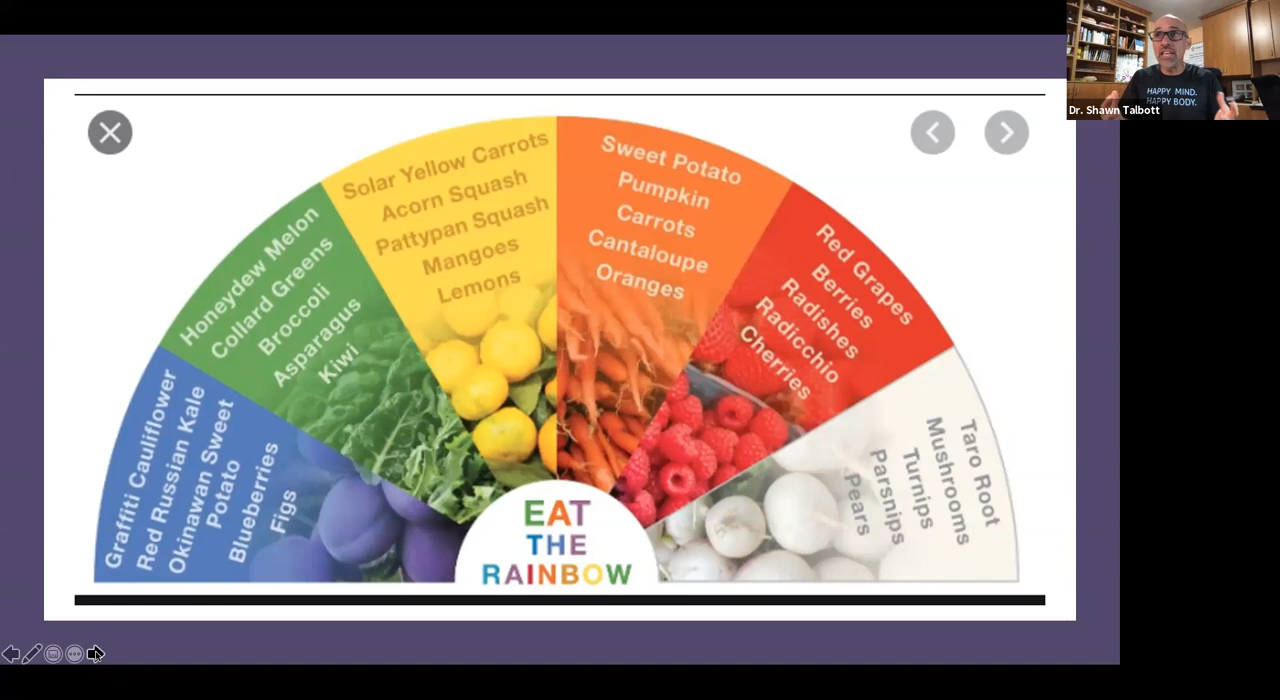 HAPPY MIND.
HAPPY BODY.
Dr. Shawn Talbott
Graffiti Cauliflower
Red Russian Kale
Okinawan Sweet
Potato
Blueberries
Figs
Honeydew Melon
Collard Greens
Broccoli
Asparagus
Kiwi
Solar Yellow Carrots
Acorn Squash
Pattypan Squash
Mangoes
Lemons
Sweet Potato
Pumpkin
Carrots
Cantaloupe
Oranges
Red Grapes
Berries
Radishes
Radicchio
Cherries
Taro Root
Mushrooms
Turnips
Parsnips
Pears
EAT
THE
RAINBOW